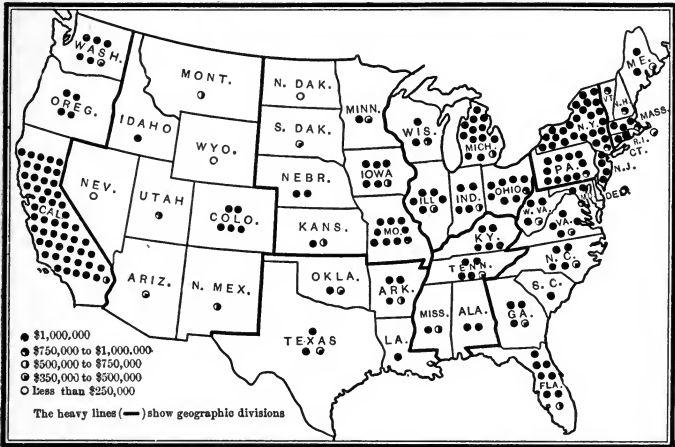 WASH.
MONT.
N. DAK.
MINN.
ME.
OREG.
IDAHO
S. DAK.
WIS.
MICH.
VT.
N.H.
MASS.
N.Y.
R.I.
CT.
WYO.
NEBR.
IOWA
PA.
N.J.
NEV.
UTAH
COLO.
ILL.
IND.
OHIO
DEL.
CAL.
KANS.
MO.
W. VA.
VA.
KY.
ARIZ.
N. MEX.
OKLA.
ARK.
TENN.
N. C.
S. C.
TEXAS
LA.
MISS.
ALA.
GA.
FLA.
$1,000,000
$750,000 to $1,000.000
$500,000 to $750,000
$350,000 to $500,000
Less than $250,000
The heavy lines (—) show geographic divisions